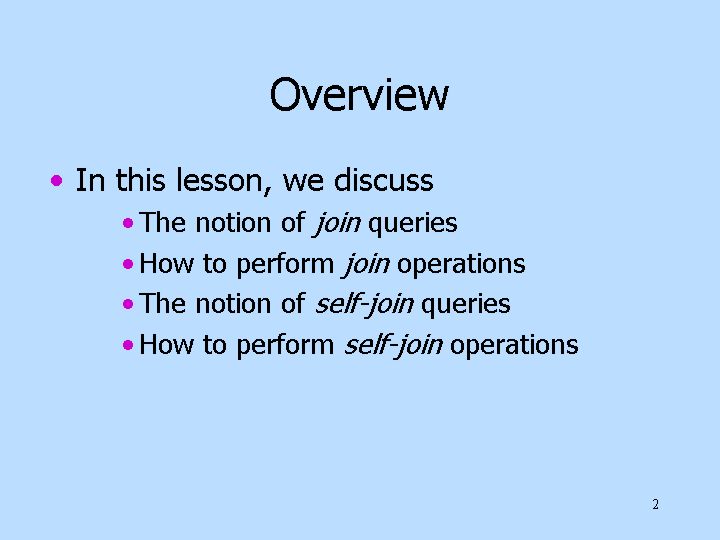 Overview
• In this lesson, we discuss
• The notion of join queries
• How to perform join operations
• The notion of self-join queries
• How to perform self-join operations
2